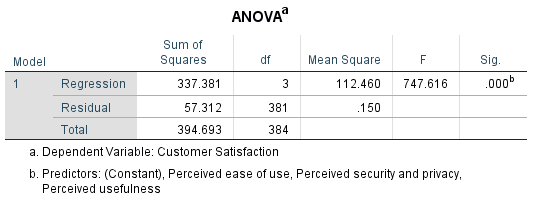 ANOVAa
Model Sum of Squares df Mean Square F Sig.
1 Regression 337.381 3 112.460 747.616 .000b
Residual 57.312 381 .150
Total 394.693 384
a. Dependent Variable: Customer Satisfaction
b. Predictors: (Constant), Perceived ease of use, Perceived security and privacy,
Perceived usefulness